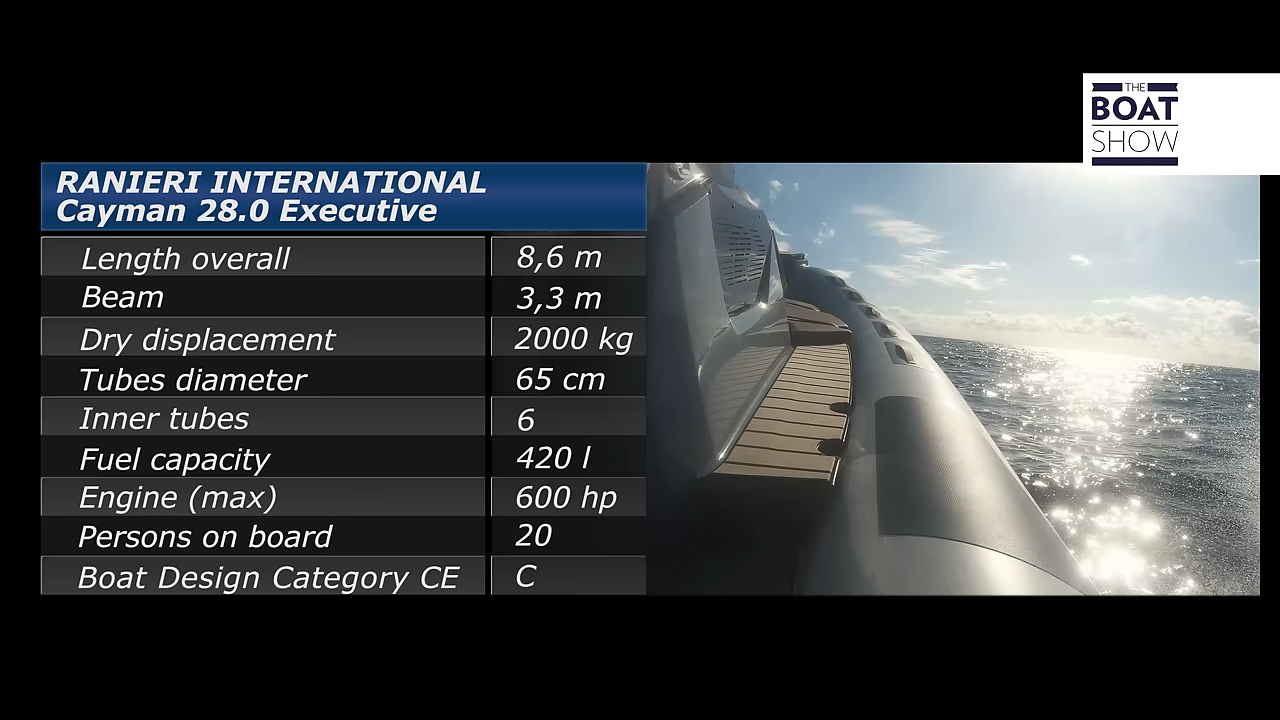 THE
BOAT
SHOW
RANIERI INTERNATIONAL
Cayman 28.0 Executive
Length overall 8,6 m
Beam 3,3 m
Dry displacement 2000 kg
Tubes diameter 65 cm
Inner tubes 6
Fuel capacity 420 l
Engine (max) 600 hp
Persons on board 20
Boat Design Category CE C